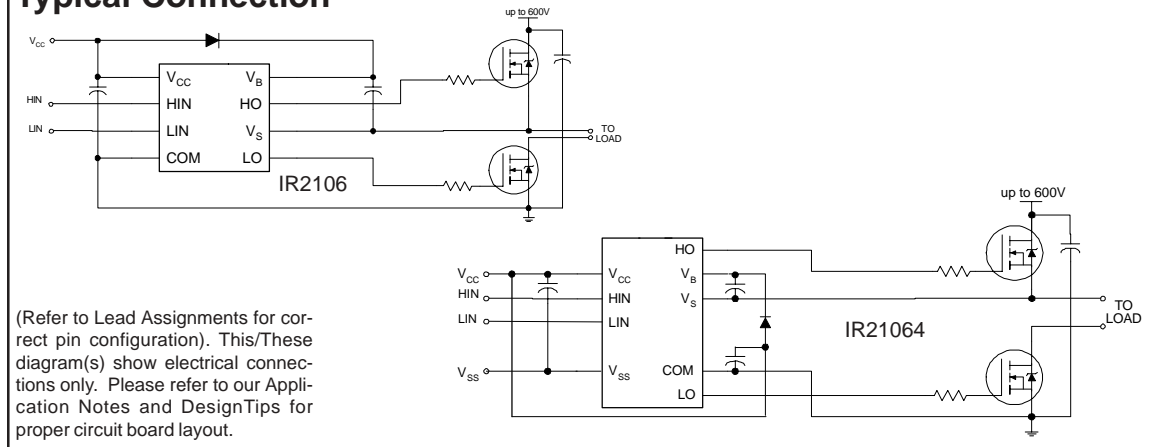 Typical Connection
up to 600V
VCC
VCC
VB
HIN
HIN
HO
LIN
LIN
VS
TO
LOAD
COM
LO
IR2106
up to 600V
HO
VCC
VCC
VB
HIN
HIN
VS
TO
LOAD
LIN
LIN
IR21064
VSS
VSS
COM
LO
(Refer to Lead Assignments for cor-
rect pin configuration). This/These
diagram(s) show electrical connec-
tions only. Please refer to our Appli-
cation Notes and DesignTips for
proper circuit board layout.